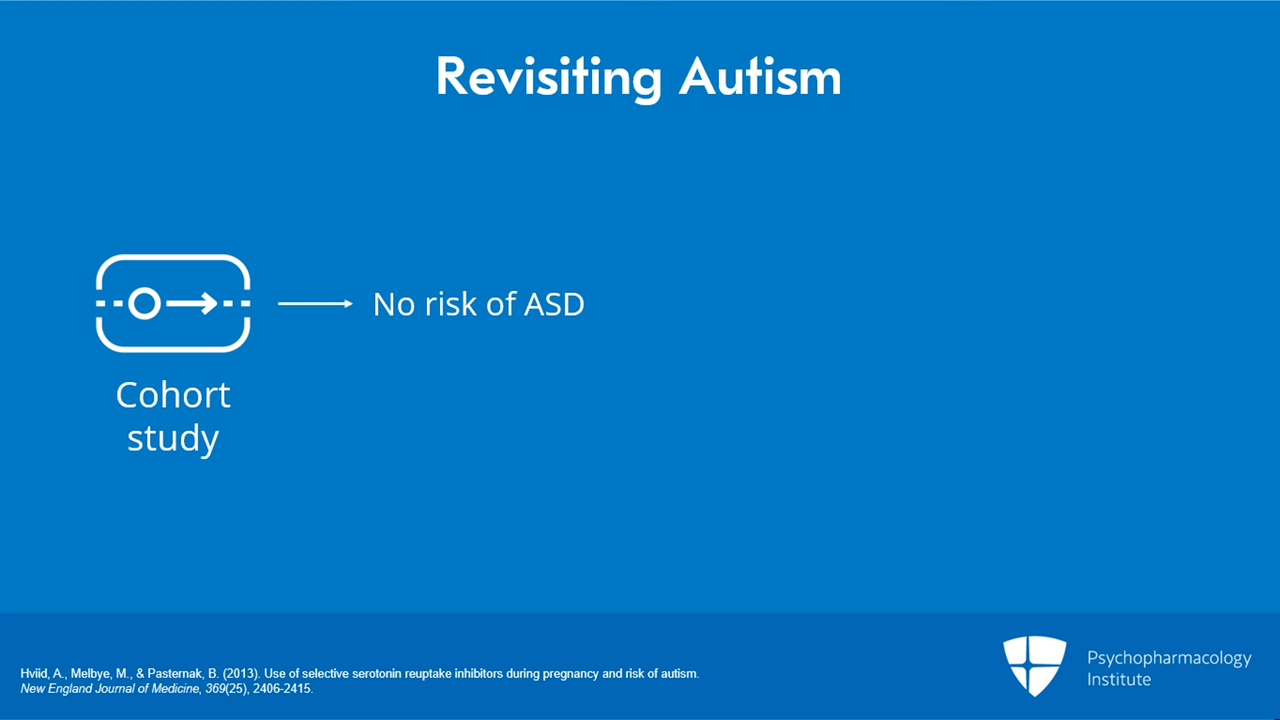 Revisiting Autism
No risk of ASD
Cohort
study
Hviid, A., Melbye, M., & Pasternak, B. (2013). Use of selective serotonin reuptake inhibitors during pregnancy and risk of autism.
New England Journal of Medicine, 369(25), 2406-2415.
Psychopharmacology
Institute